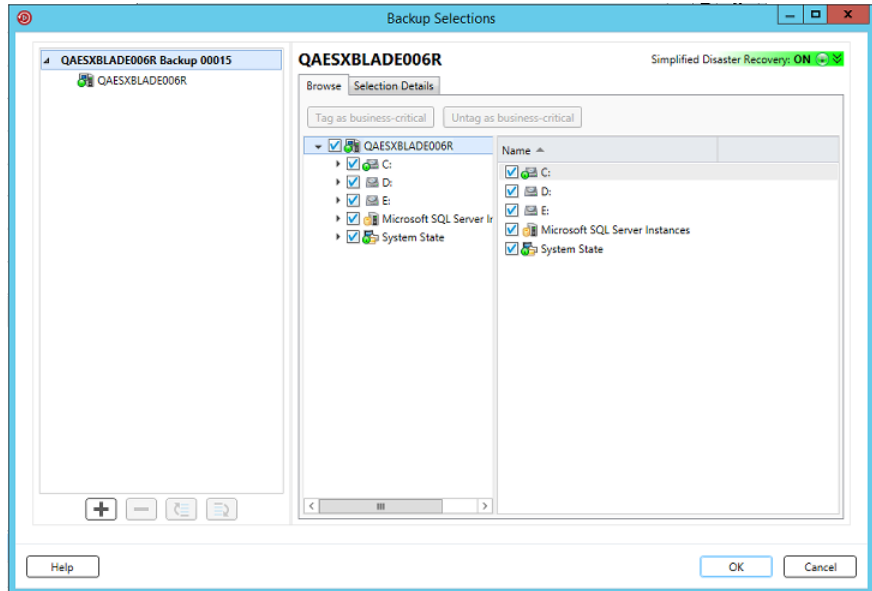 Backup Selections
QAESXBLADE006R Backup 00015
QAESXBLADE006R
QAESXBLADE006R
Simplified Disaster Recovery: ON
Browse
Selection Details
Tag as business-critical
Untag as business-critical
QAESXBLADE006R
C:
D:
E:
Microsoft SQL Server Ir
System State
Name
C:
D:
E:
Microsoft SQL Server Instances
System State
Help
OK
Cancel